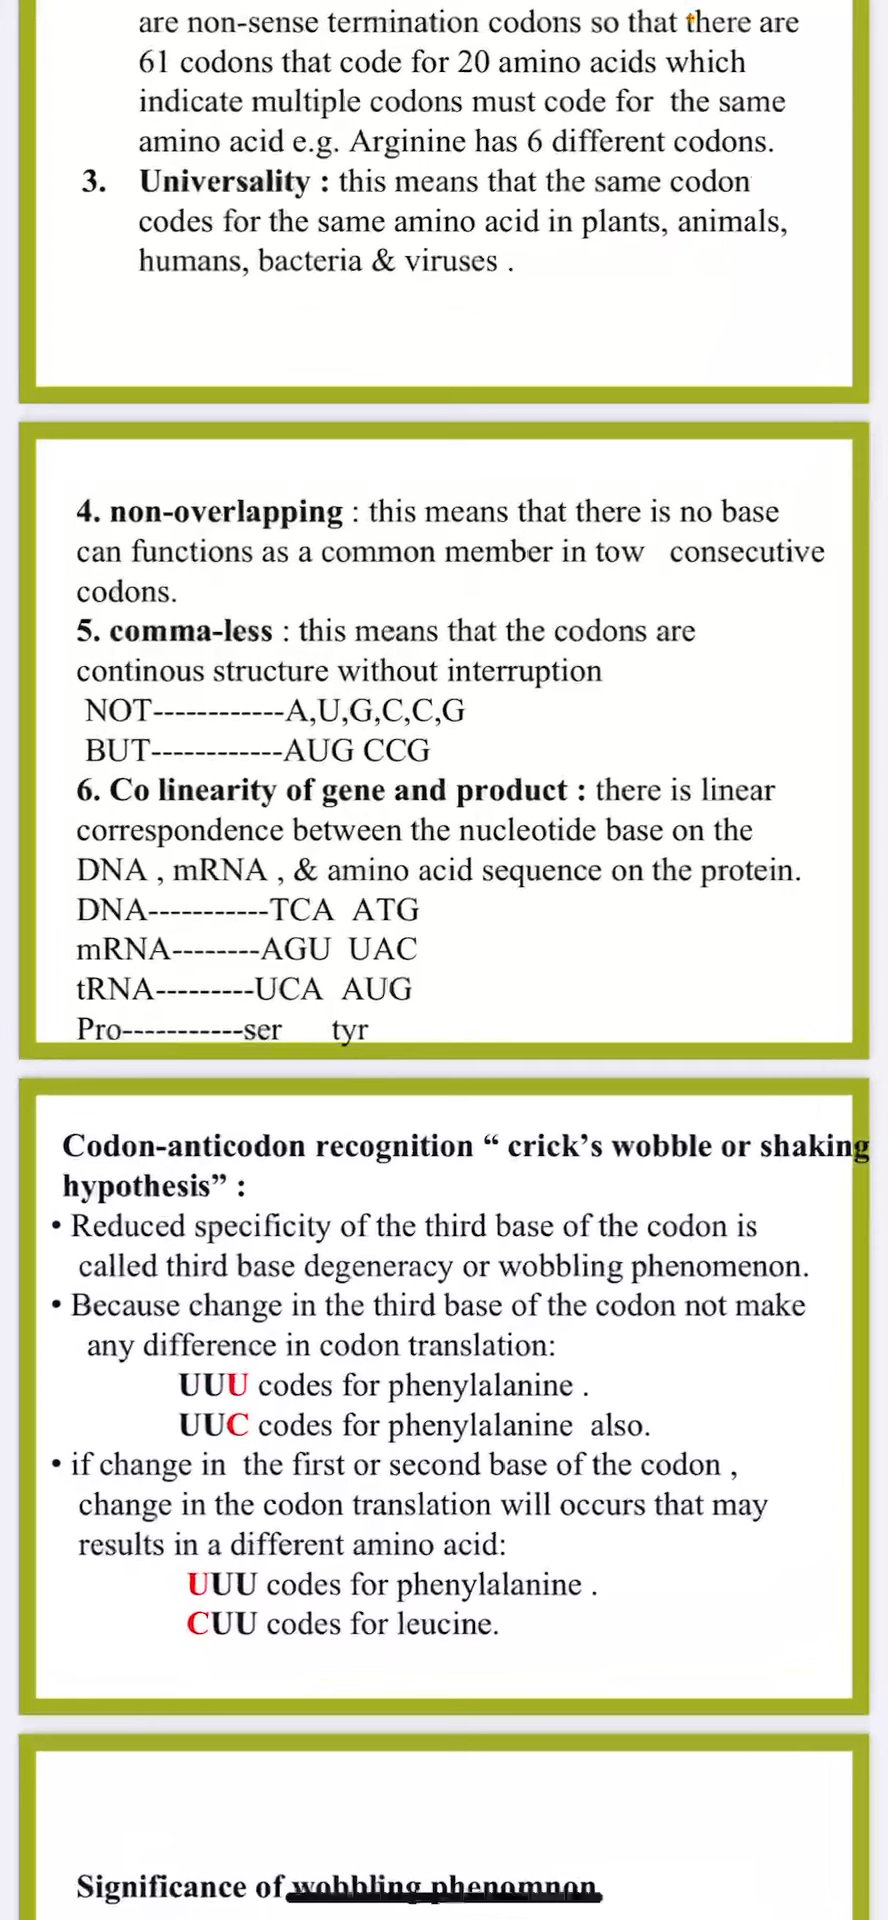 are non-sense termination codons so that there are
61 codons that code for 20 amino acids which
indicate multiple codons must code for the same
amino acid e.g. Arginine has 6 different codons.
3. Universality : this means that the same codon
codes for the same amino acid in plants, animals,
humans, bacteria & viruses .
4. non-overlapping : this means that there is no base
can functions as a common member in tow consecutive
codons.
5. comma-less : this means that the codons are
continous structure without interruption
NOT------------A,U,G,C,C,G
BUT------------AUG CCG
6. Co linearity of gene and product : there is linear
correspondence between the nucleotide base on the
DNA , mRNA , & amino acid sequence on the protein.
DNA-----------TCA ATG
mRNA--------AGU UAC
tRNA---------UCA AUG
Pro-----------ser tyr
Codon-anticodon recognition “ crick’s wobble or shaking
hypothesis” :
• Reduced specificity of the third base of the codon is
called third base degeneracy or wobbling phenomenon.
• Because change in the third base of the codon not make
any difference in codon translation:
UUU codes for phenylalanine .
UUC codes for phenylalanine also.
• if change in the first or second base of the codon ,
change in the codon translation will occurs that may
results in a different amino acid:
UUU codes for phenylalanine .
CUU codes for leucine.
Significance of wobbling phenomnon